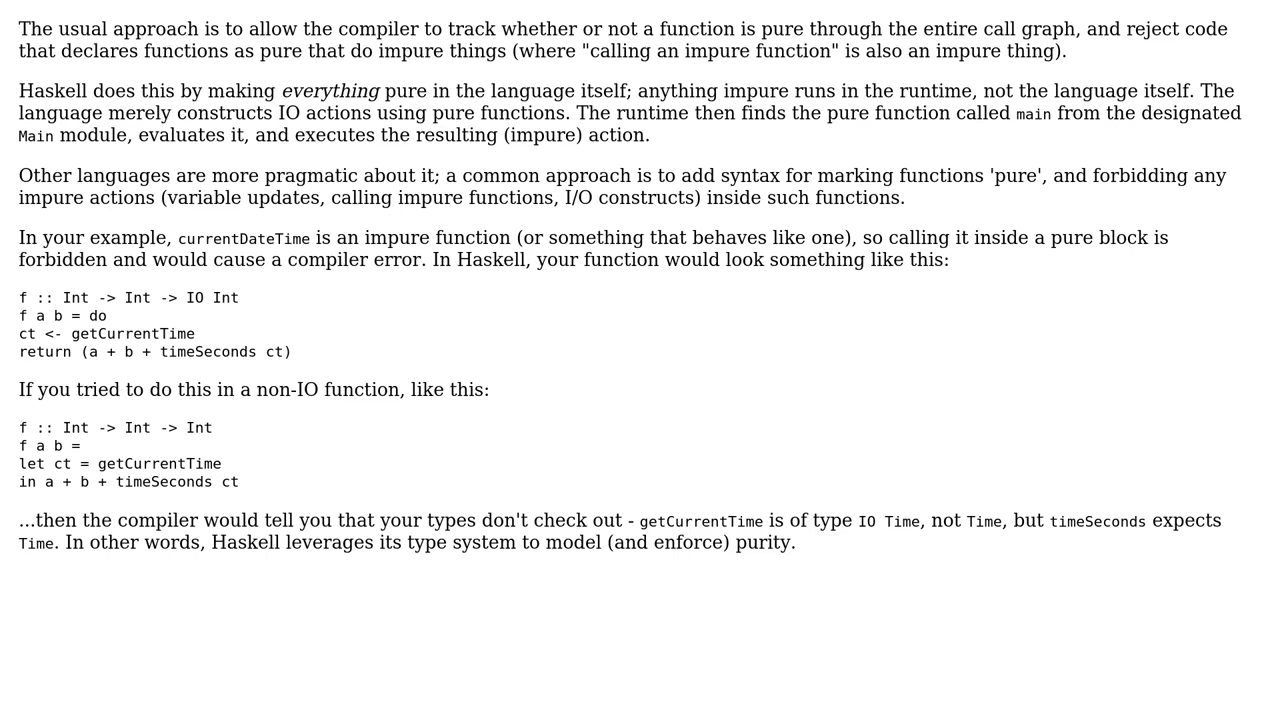 The usual approach is to allow the compiler to track whether or not a function is pure through the entire call graph, and reject code
that declares functions as pure that do impure things (where "calling an impure function" is also an impure thing).
Haskell does this by making everything pure in the language itself; anything impure runs in the runtime, not the language itself. The
language merely constructs IO actions using pure functions. The runtime then finds the pure function called main from the designated
Main module, evaluates it, and executes the resulting (impure) action.
Other languages are more pragmatic about it; a common approach is to add syntax for marking functions 'pure', and forbidding any
impure actions (variable updates, calling impure functions, I/O constructs) inside such functions.
In your example, currentDateTime is an impure function (or something that behaves like one), so calling it inside a pure block is
forbidden and would cause a compiler error. In Haskell, your function would look something like this:
f :: Int -> Int -> IO Int
f a b = do
ct <- getCurrentTime
return (a + b + timeSeconds ct)
If you tried to do this in a non-IO function, like this:
f :: Int -> Int -> Int
f a b =
let ct = getCurrentTime
in a + b + timeSeconds ct
...then the compiler would tell you that your types don't check out - getCurrentTime is of type IO Time, not Time, but timeSeconds expects
Time. In other words, Haskell leverages its type system to model (and enforce) purity.